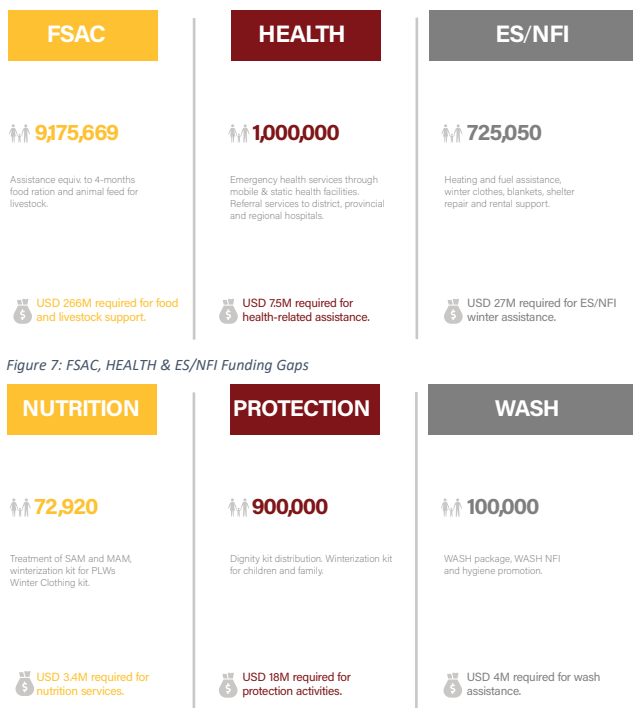 FSAC
HEALTH
ES/NFI
9,175,669
1,000,000
725,050
Assistance equiv. to 4-months
food ration and animal feed for
livestock.
Emergency health services through
mobile & static health facilities.
Referral services to district, provincial
and regional hospitals.
Heating and fuel assistance,
winter clothes, blankets, shelter
repair and rental support.
USD 266M required for food
and livestock support.
USD 7.5M required for
health-related assistance.
USD 27M required for ES/NFI
winter assistance.
Figure 7: FSAC, HEALTH & ES/NFI Funding Gaps
NUTRITION
PROTECTION
WASH
72,920
900,000
100,000
Treatment of SAM and MAM,
winterization kit for PLWs
Winter Clothing kit.
Dignity kit distribution. Winterization kit
for children and family.
WASH package, WASH NFI
and hygiene promotion.
USD 3.4M required for
nutrition services.
USD 18M required for
protection activities.
USD 4M required for wash
assistance.